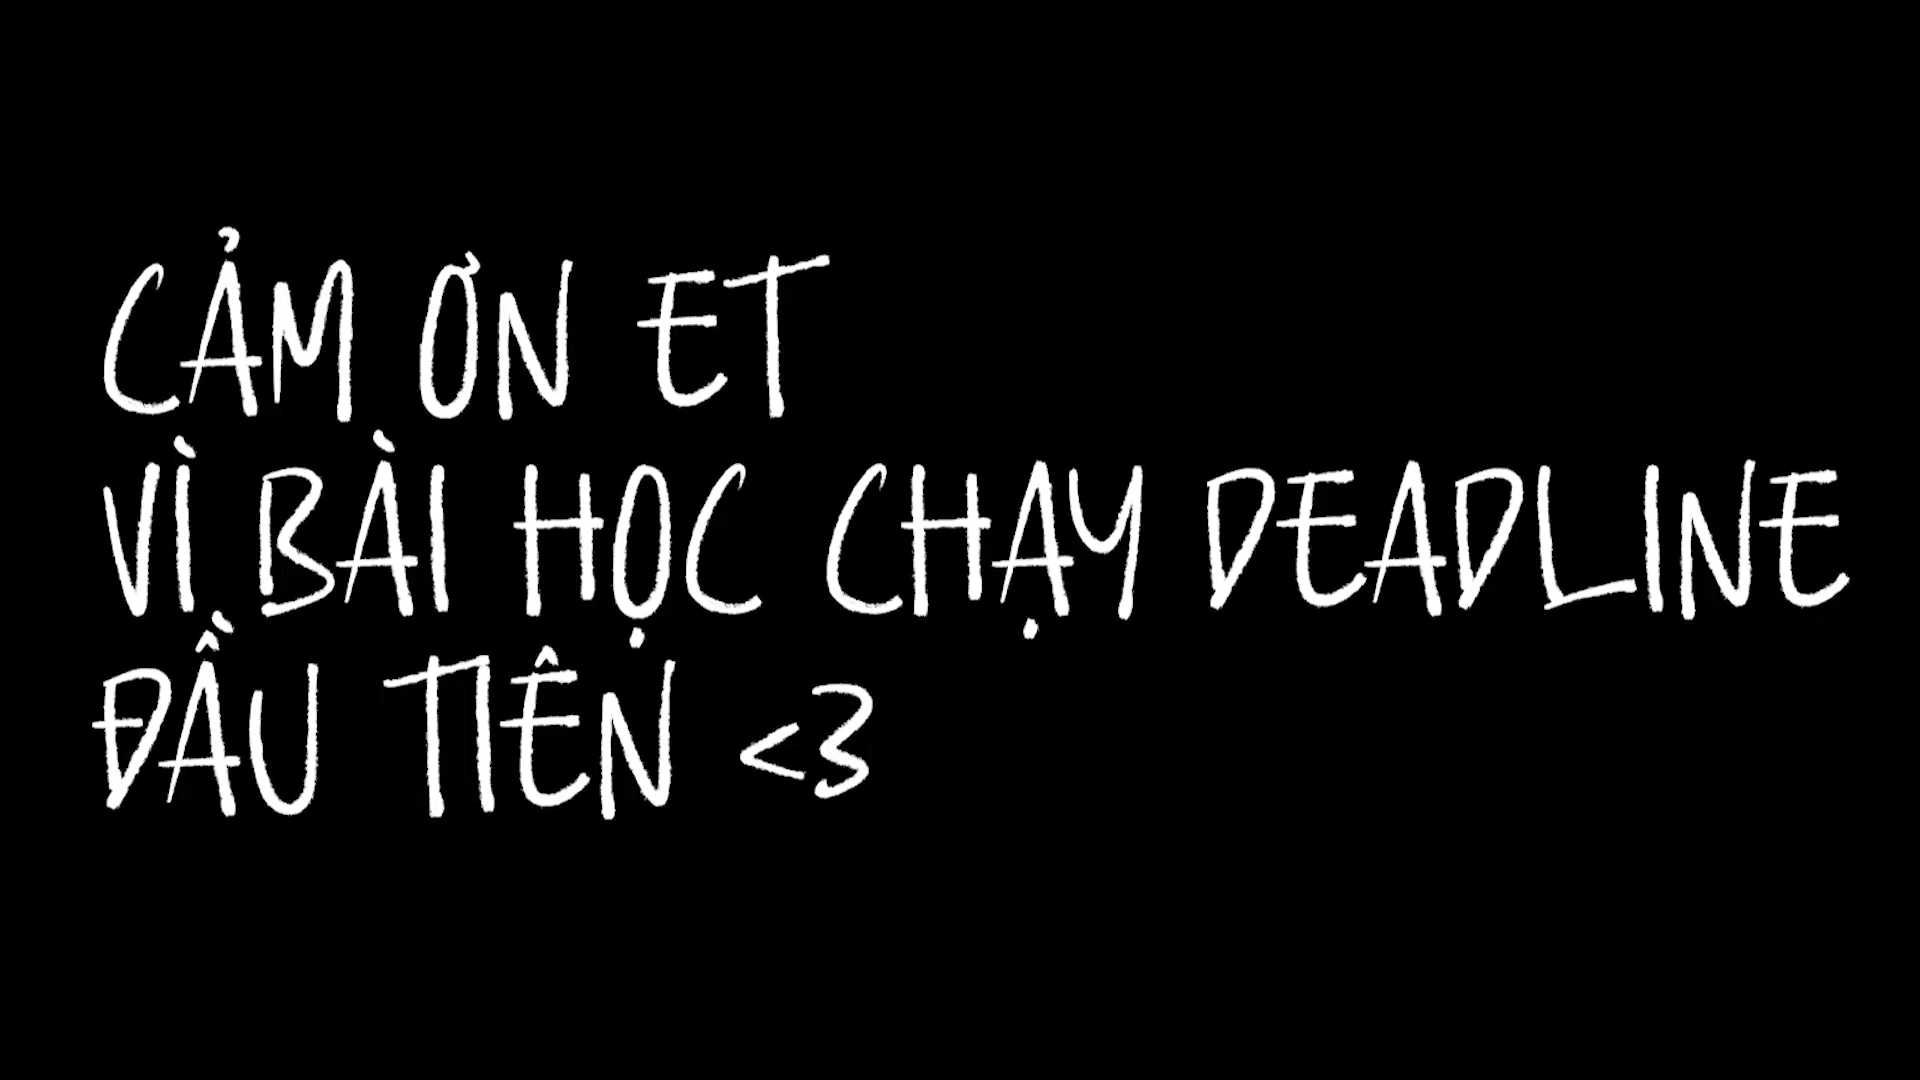 CẢM ƠN ET
VÌ BÀI HỌC CHẠY DEADLINE
ĐẦU TIÊN <3